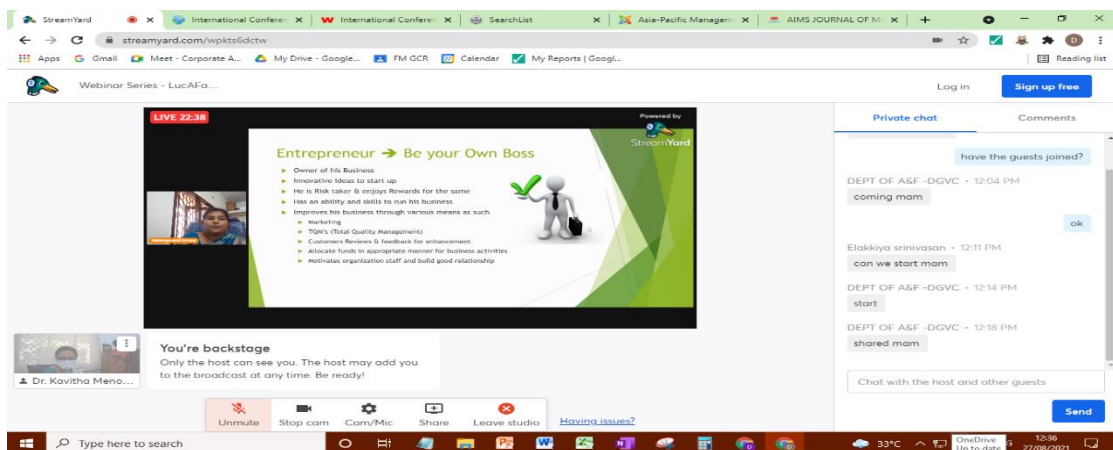 StreamYard
International Conferen
International Conferen
SearchList
Asia-Pacific Managem
AIMS JOURNAL OF M
streamyard.com/wpkts6dctw
Apps
Gmail
Meet - Corporate A...
My Drive - Google...
FM GCR
Calendar
My Reports | Googl...
Reading list
Webinar Series - LucAFa...
Log in
Sign up free
LIVE 22:38
Powered by
StreamYard
Entrepreneur → Be your Own Boss
Owner of his Business
Innovative Ideas to start up
He is Risk taker & enjoys Rewards for the same
Has an ability and skills to run his business
Improves his business through various means as such
Marketing
TQM's (Total Quality Management)
Customers Reviews & feedback for enhancement
Allocate funds in appropriate manner for business activities
Motivates organization staff and build good relationship
Dr. Kavitha Meno...
You're backstage
Only the host can see you. The host may add you
to the broadcast at any time. Be ready!
Unmute
Stop cam
Cam/Mic
Share
Leave studio
Having issues?
Private chat
Comments
have the guests joined?
DEPT OF A&F -DGVC • 12:04 PM
coming mam
ok
Elakkiya srinivasan • 12:11 PM
can we start mam
DEPT OF A&F -DGVC • 12:14 PM
start
DEPT OF A&F -DGVC • 12:18 PM
shared mam
Chat with the host and other guests
Send
Type here to search
33°C
OneDrive
Up to date
12:36
27/08/2021